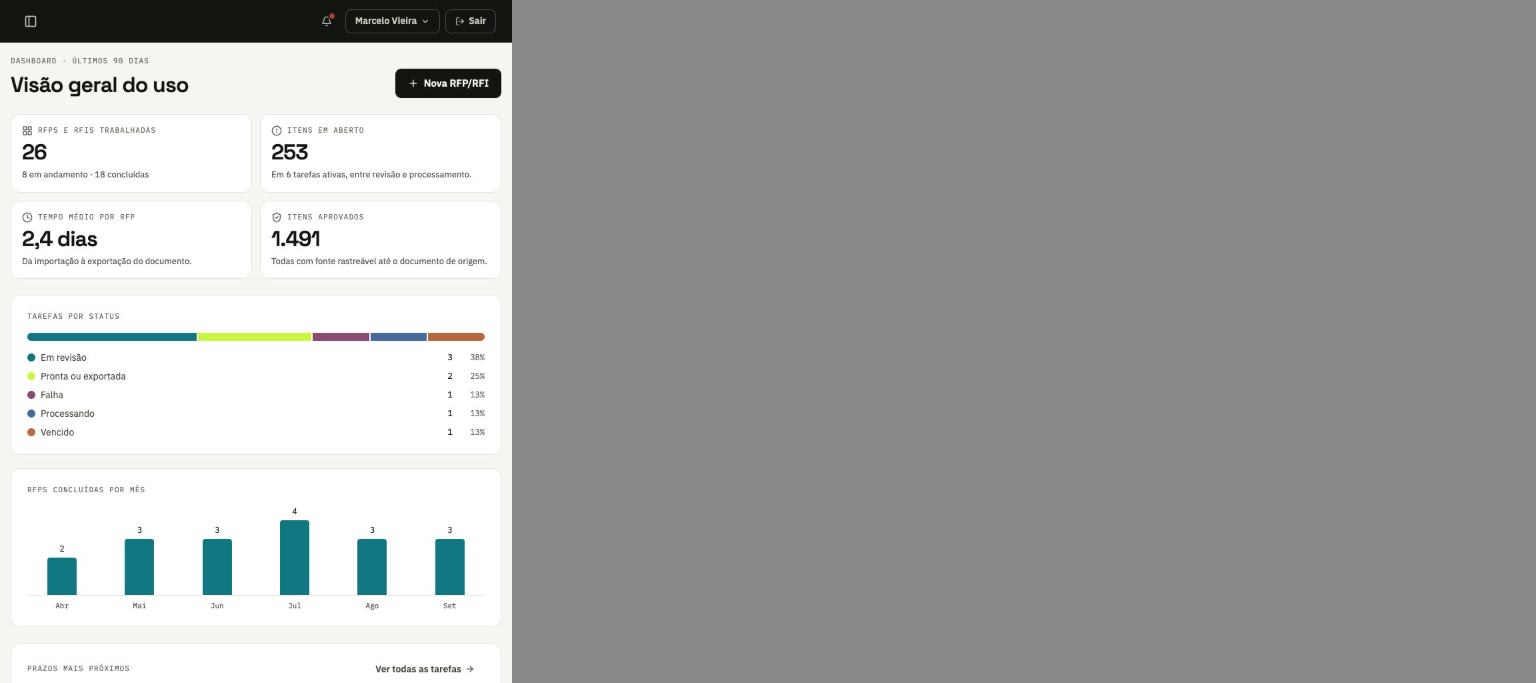 Marcelo Vieira
Sair
DASHBOARD · ÚLTIMOS 90 DIAS
Visão geral do uso
Nova RFP/RFI
RFPS E RFIS TRABALHADAS
26
8 em andamento · 18 concluídas
ITENS EM ABERTO
253
Em 6 tarefas ativas, entre revisão e processamento.
TEMPO MÉDIO POR RFP
2,4 dias
Da importação à exportação do documento.
ITENS APROVADOS
1.491
Todas com fonte rastreável até o documento de origem.
TAREFAS POR STATUS
Em revisão 3 38%
Pronta ou exportada 2 25%
Falha 1 13%
Processando 1 13%
Vencido 1 13%
RFPS CONCLUÍDAS POR MÊS
2 3 3 4 3 3
Abr Mai Jun Jul Ago Set
PRAZOS MAIS PRÓXIMOS
Ver todas as tarefas